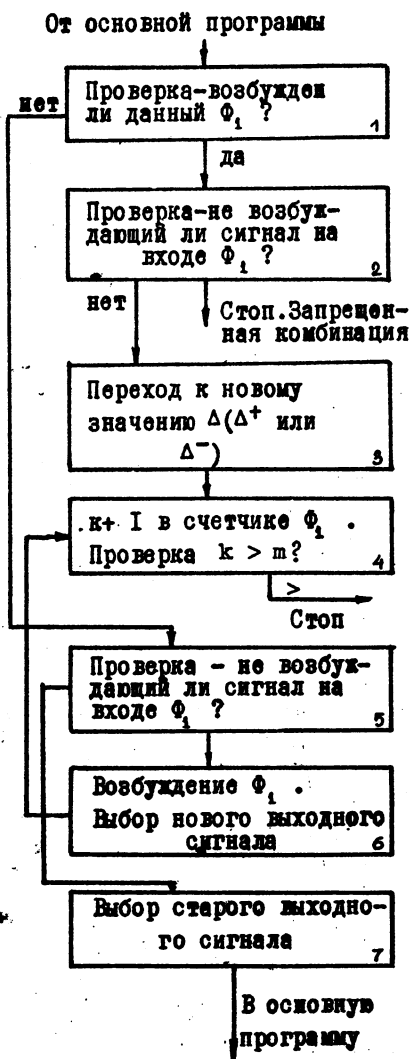 От основной программы
нет
Проверка-возбужден
ли данный Ф₁ ?
1
да
Проверка-не возбуж-
дающий ли сигнал на
входе Ф₁ ?
2
нет
Стоп.Запрещен-
ная комбинация
Переход к новому
значению Δ(Δ⁺ или
Δ⁻)
3
к+ I в счетчике Ф₁ .
Проверка k > m?
4
>
Стоп
Проверка - не возбуж-
дающий ли сигнал на
входе Ф₁ ?
5
Возбуждение Ф₁ .
Выбор нового выходного
сигнала
6
Выбор старого выходно-
го сигнала
7
В основную
программу